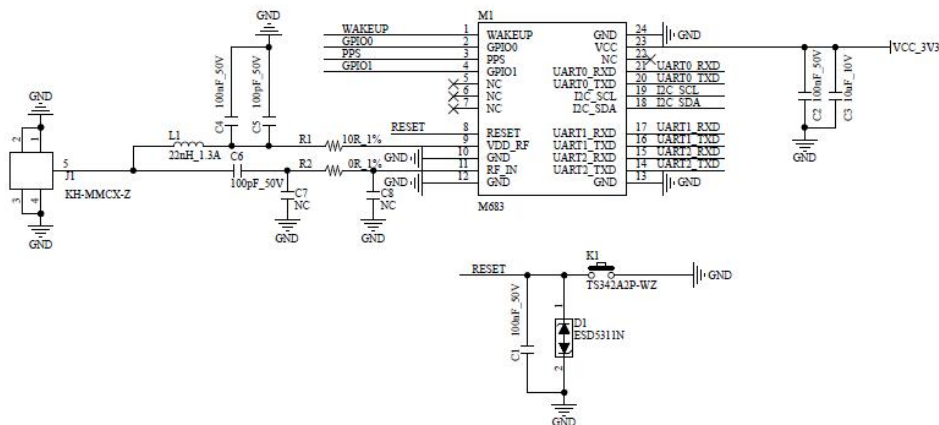 M1
GND
WAKEUP 1 WAKEUP GND 24 GND
GPIO0 2 GPIO0 VCC 23 VCC_3V3
PPS 3 PPS NC 22
GPIO1 4 GPIO1 UART0_RXD 21 UART0_RXD
5 NC UART0_TXD 20 UART0_TXD
6 NC I2C_SCL 19 I2C_SCL
7 NC I2C_SDA 18 I2C_SDA
RESET 8 RESET UART1_RXD 17 UART1_RXD
9 VDD_RF UART1_TXD 16 UART1_TXD
GND 10 GND UART2_RXD 15 UART2_RXD
11 RF_IN UART2_TXD 14 UART2_TXD
GND 12 GND GND 13 GND
M683
C4 100nF_50V
C5 100pF_50V
C2 100nF_50V
C3 10uF_10V
GND
GND
2 1
L1
22nH_1.3A
R1 10R_1%
C6
100pF_50V
R2 0R_1%
5
J1
KH-MMCX-Z
3 4
GND
C7
NC
GND
C8
NC
GND
RESET
K1
TS342A2P-WZ
GND
C1 100nF_50V
1
D1
ESD5311N
2
GND